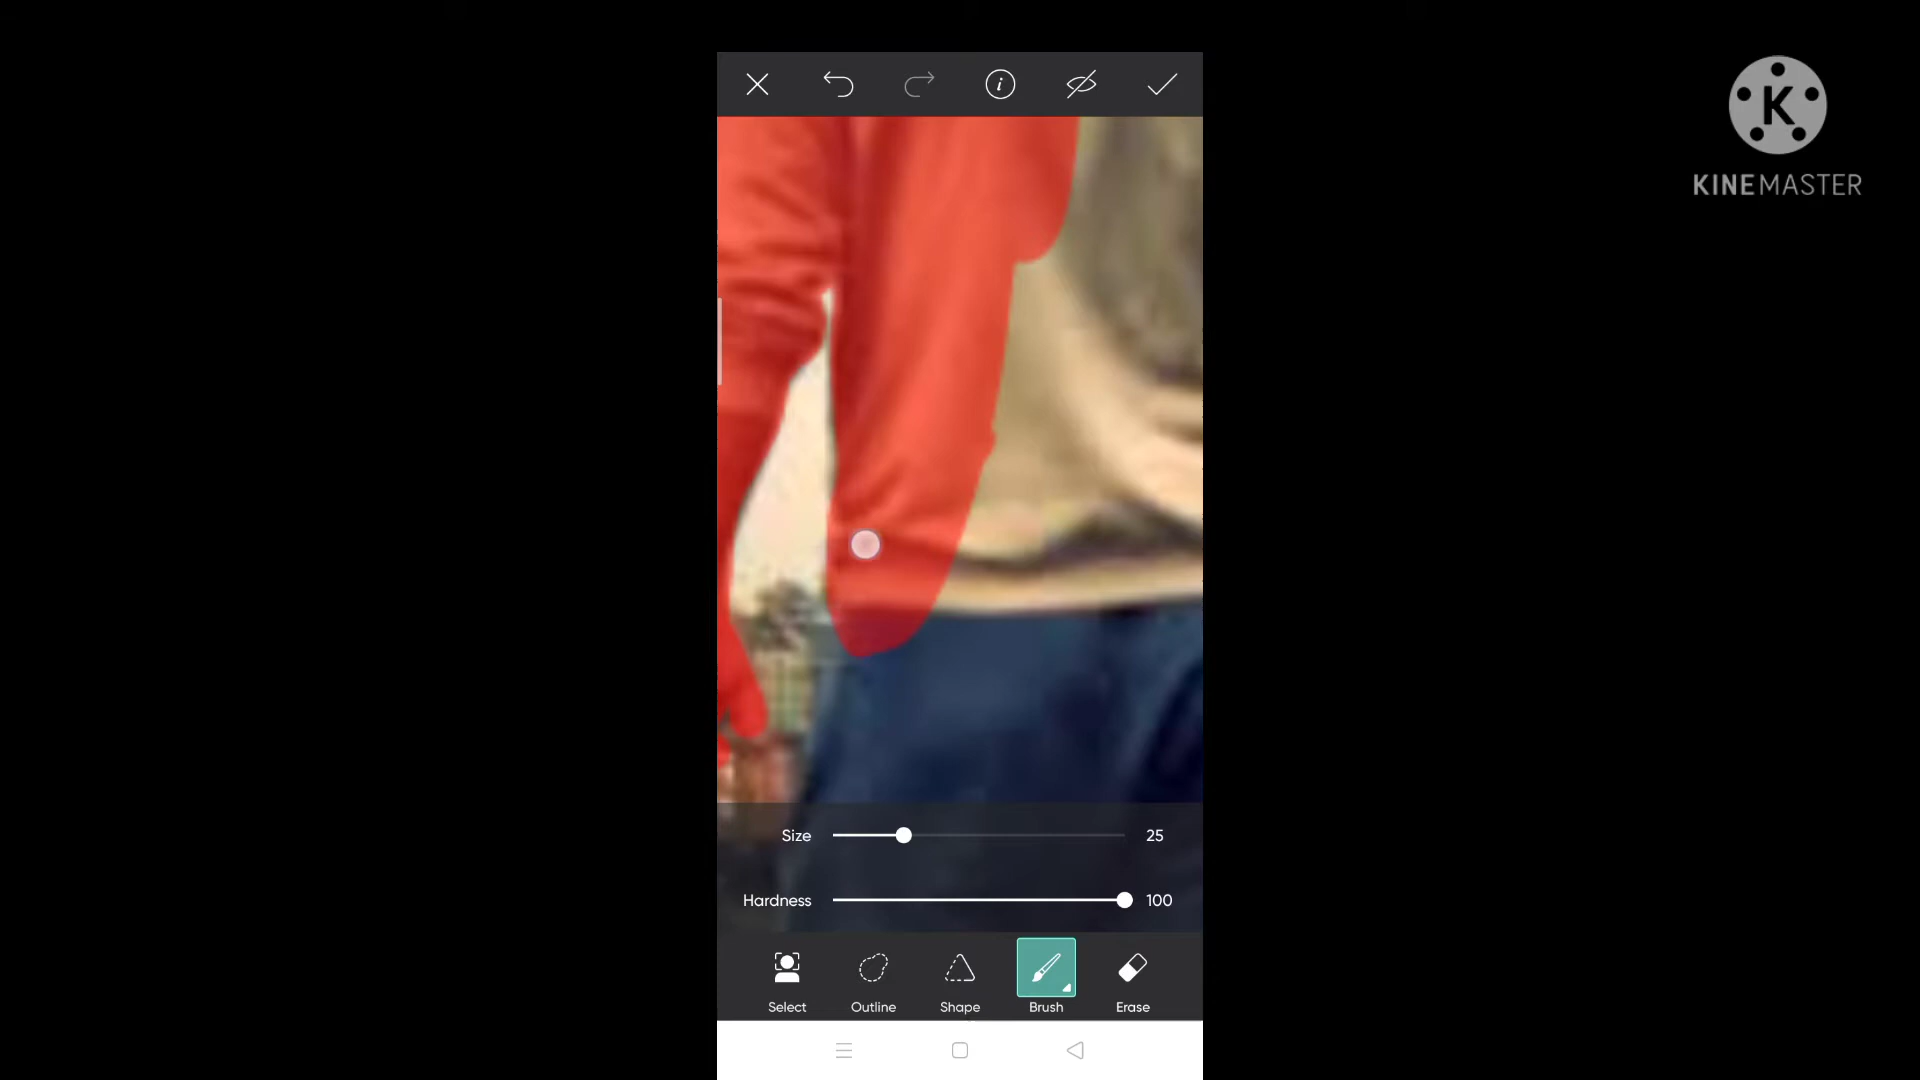 K
KINEMASTER
Size 25
Hardness 100
Select Outline Shape Brush Erase